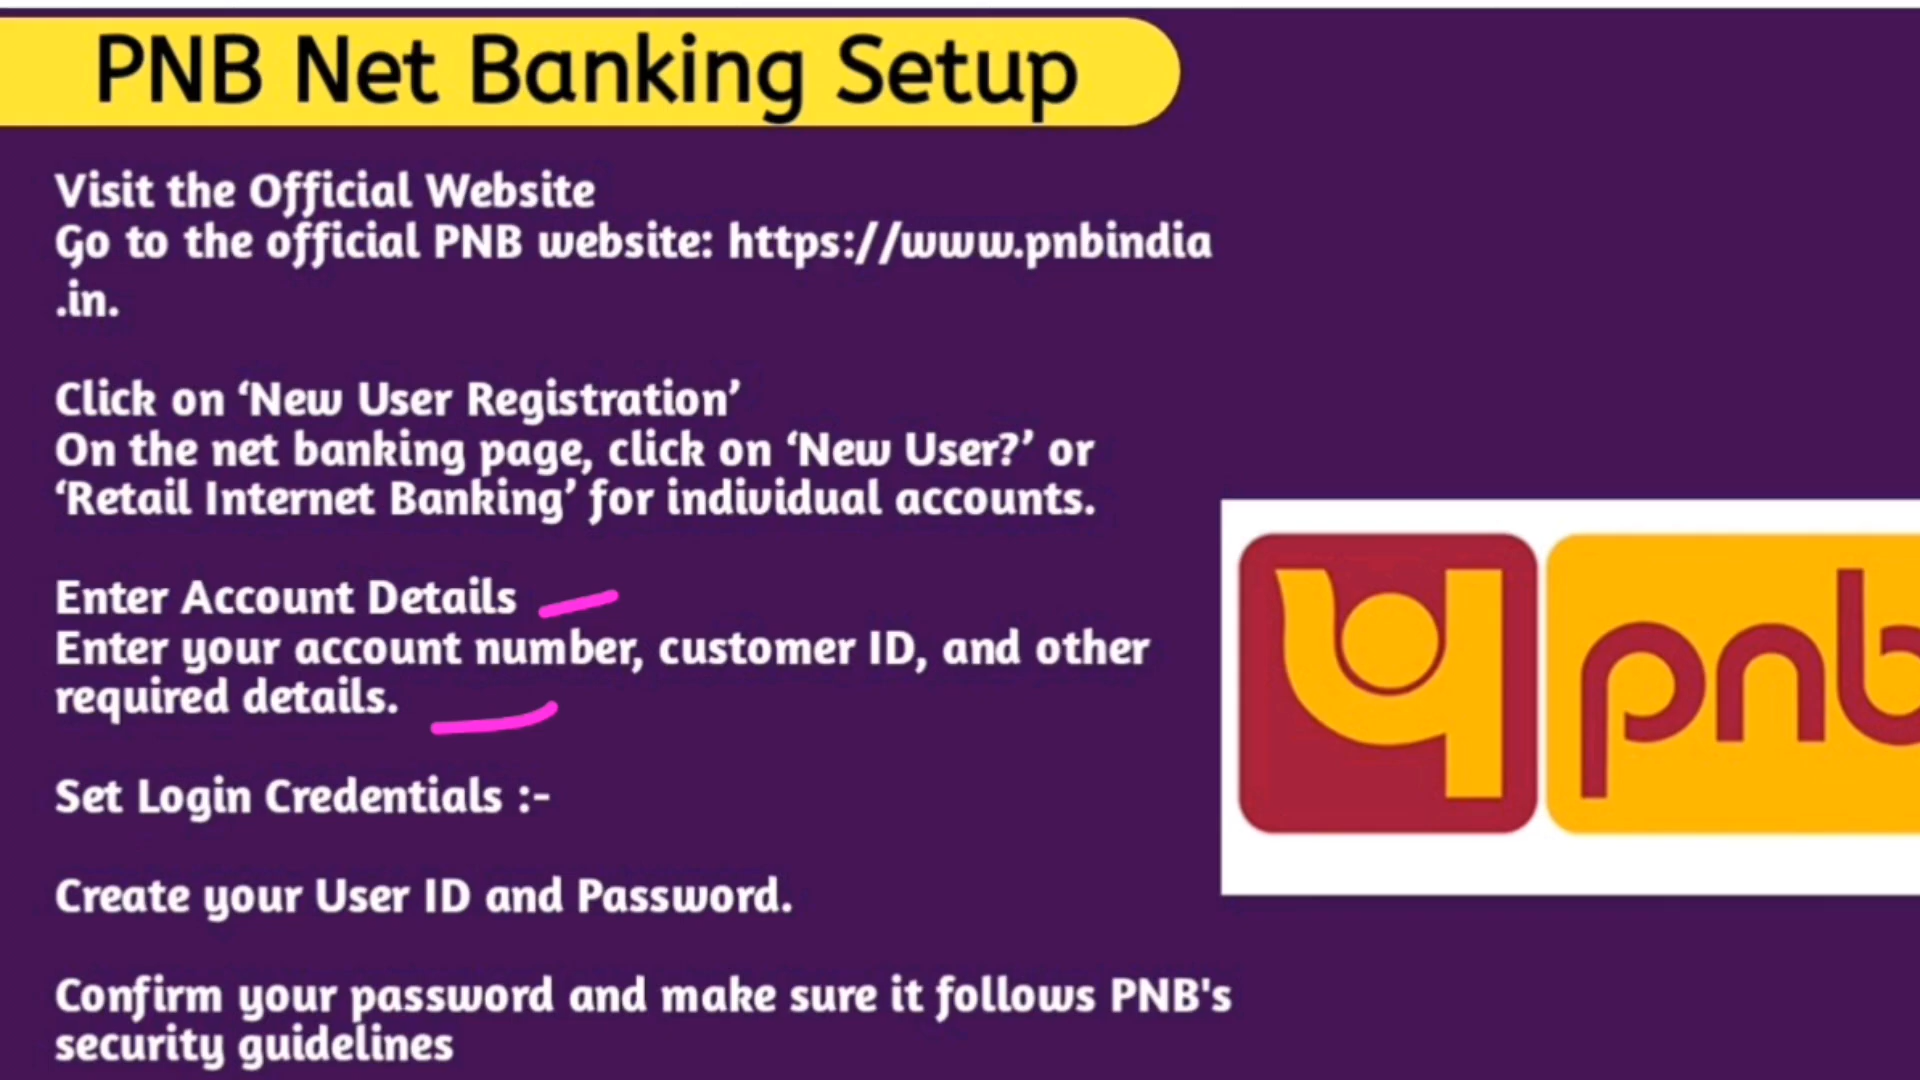 PNB Net Banking Setup
Visit the Official Website
Go to the official PNB website: https://www.pnbindia
.in.
Click on ‘New User Registration’
On the net banking page, click on ‘New User?’ or
‘Retail Internet Banking’ for individual accounts.
Enter Account Details
Enter your account number, customer ID, and other
required details.
Set Login Credentials :-
Create your User ID and Password.
Confirm your password and make sure it follows PNB's
security guidelines
pnb